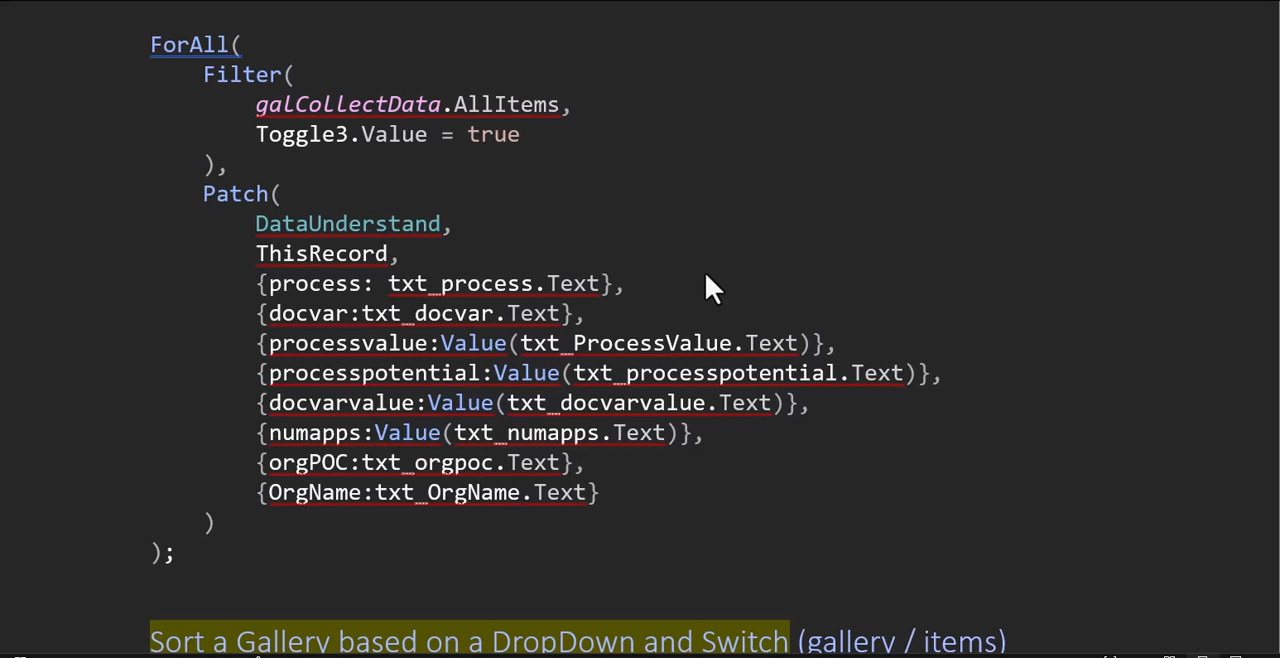 ForAll(
Filter(
galCollectData.AllItems,
Toggle3.Value = true
),
Patch(
DataUnderstand,
ThisRecord,
{process: txt_process.Text},
{docvar:txt_docvar.Text},
{processvalue:Value(txt_ProcessValue.Text)},
{processpotential:Value(txt_processpotential.Text)},
{docvarvalue:Value(txt_docvarvalue.Text)},
{numapps:Value(txt_numapps.Text)},
{orgPOC:txt_orgpoc.Text},
{OrgName:txt_OrgName.Text}
)
);
Sort a Gallery based on a DropDown and Switch (gallery / items)